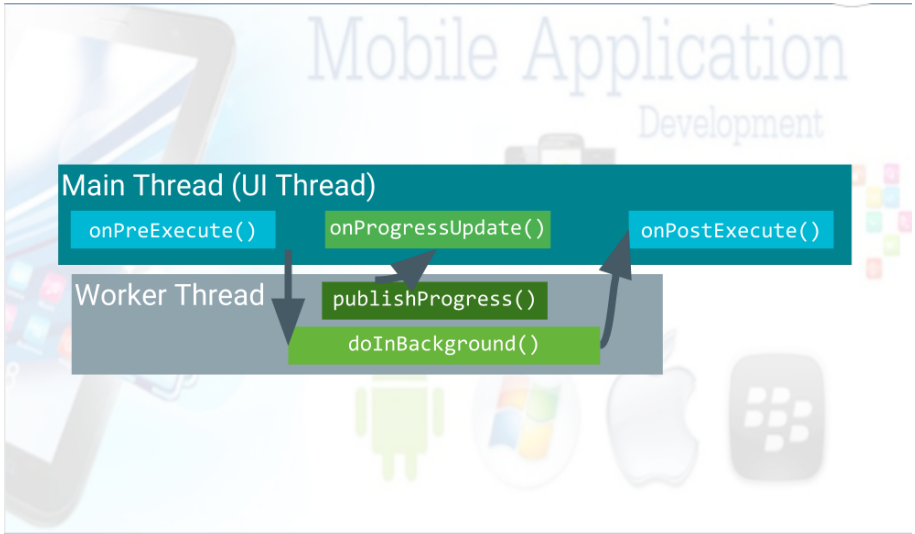 Mobile Application
Development
Main Thread (UI Thread)
onPreExecute()
onProgressUpdate()
onPostExecute()
Worker Thread
publishProgress()
doInBackground()